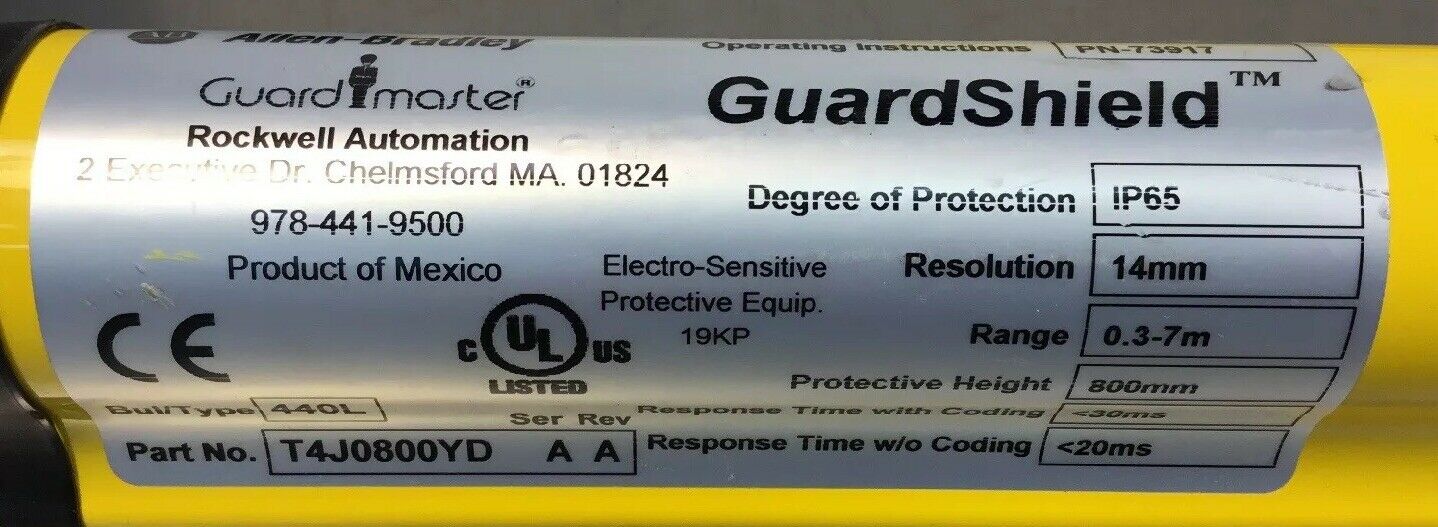 AB Allen-Bradley
Guardmaster®
Rockwell Automation
2 Executive Dr. Chelmsford MA. 01824
978-441-9500
Product of Mexico
CE
C UL US
LISTED
Electro-Sensitive
Protective Equip.
19KP
Bul/Type 440L
Ser Rev
Part No. T4J0800YD A A
Operating Instructions PN-73917
GuardShield™
Degree of Protection IP65
Resolution 14mm
Range 0.3-7m
Protective Height 800mm
Response Time with Coding <30ms
Response Time w/o Coding <20ms